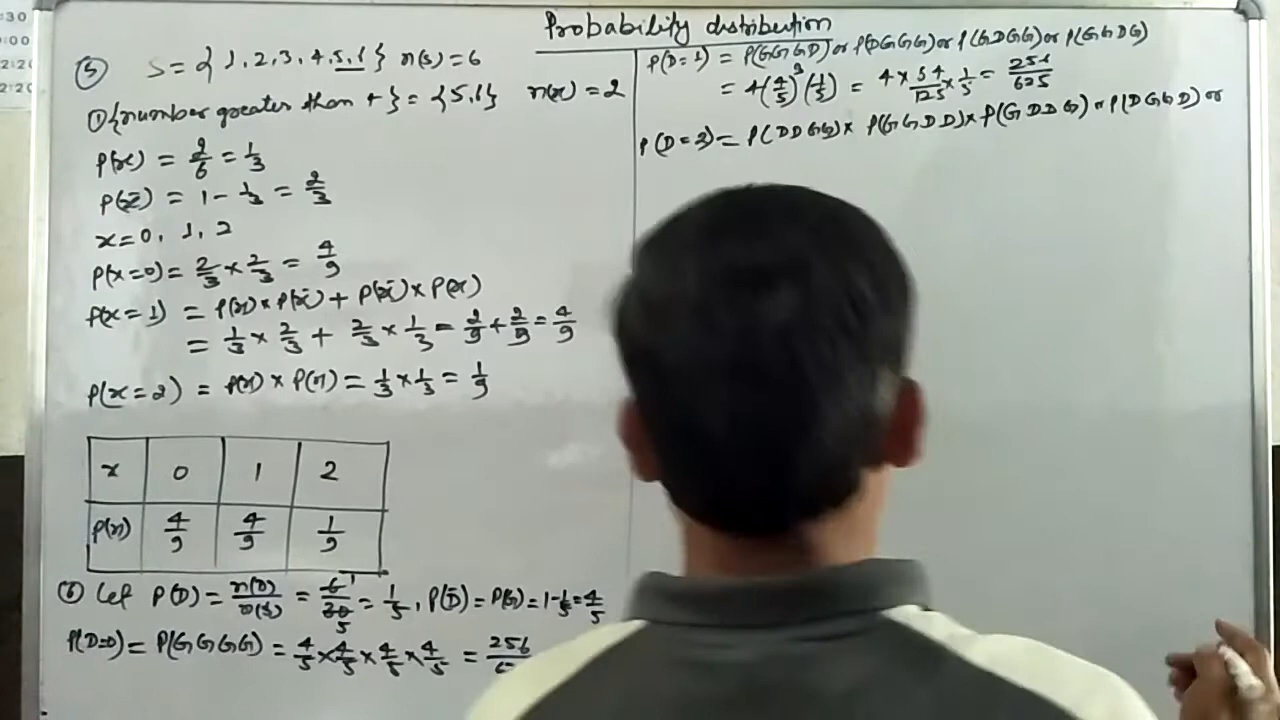 Probability distribution
⑤ S = { 1, 2, 3, 4, 5, 6 } n(s) = 6
① {number greater than 4 } = {5, 6} n(x) = 2
P(x) = 2/6 = 1/3
P(x̄) = 1 - 1/3 = 2/3
x = 0, 1, 2
P(x = 0) = 2/3 × 2/3 = 4/9
P(x = 1) = P(x) × P(x̄) + P(x̄) × P(x)
= 1/3 × 2/3 + 2/3 × 1/3 = 2/9 + 2/9 = 4/9
P(x = 2) = P(x) × P(x) = 1/3 × 1/3 = 1/9
x 0 1 2
P(x) 4/9 4/9 1/9
⑥ Let P(D) = n(D)/n(s) = 6/30 = 1/5, P(D̄) = P(G) = 1 - 1/5 = 4/5
P(D=0) = P(G G G G) = 4/5 × 4/5 × 4/5 × 4/5 = 256
P(D=1) = P(GGGD) or P(DGGG) or P(GDGG) or P(GGDG)
= 4(4/5)³(1/5) = 4 × 64/125 × 1/5 = 256/625
P(D=2) = P(DDGG) × P(GGDD) × P(GDDG) or P(DGGD) or